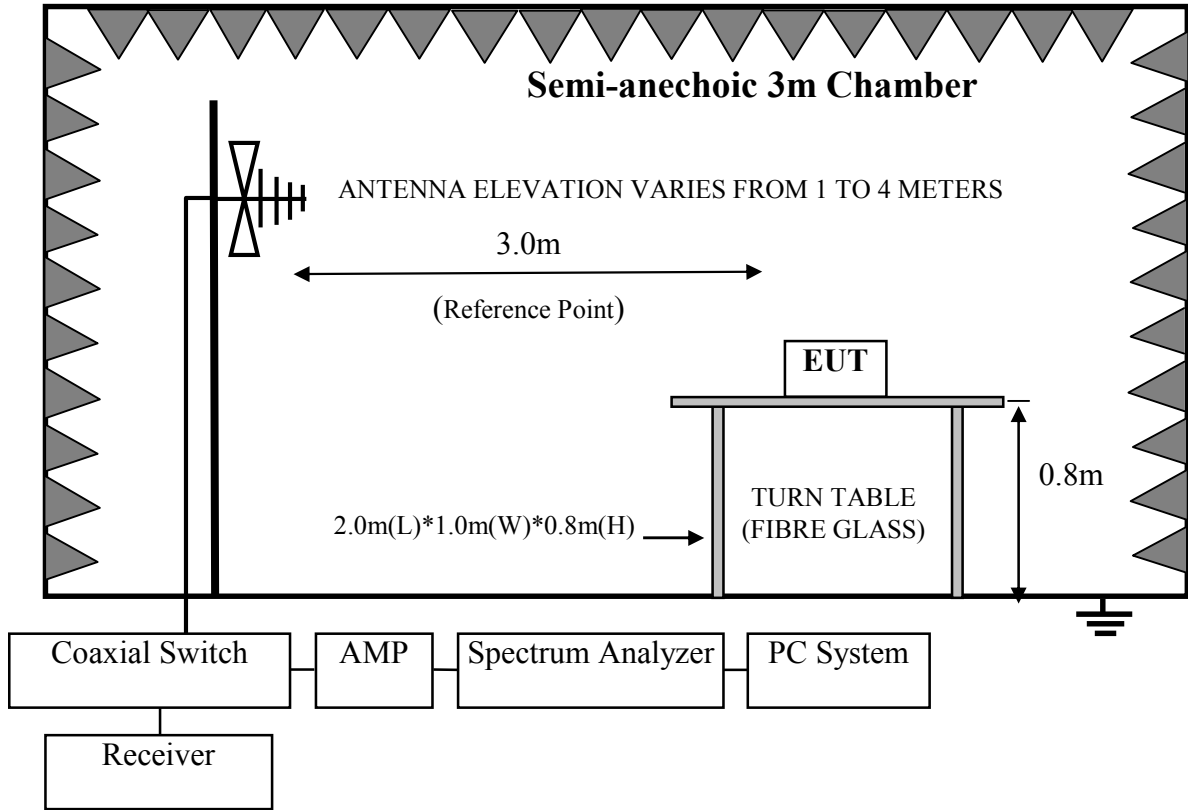 Semi-anechoic 3m Chamber
ANTENNA ELEVATION VARIES FROM 1 TO 4 METERS
3.0m
(Reference Point)
EUT
0.8m
TURN TABLE
(FIBRE GLASS)
2.0m(L)*1.0m(W)*0.8m(H)
Coaxial Switch
AMP
Spectrum Analyzer
PC System
Receiver